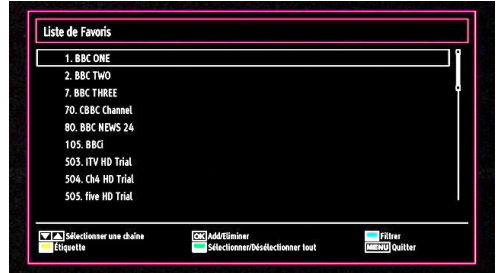 Liste de Favoris
1. BBC ONE
2. BBC TWO
7. BBC THREE
70. CBBC Channel
80. BBC NEWS 24
105. BBCi
503. ITV HD Trial
504. Ch4 HD Trial
505. five HD Trial
Sélectionner une chaîne OK Add/Eliminer Filtrer
Étiquette Sélectionner/Désélectionner tout MENU Quitter